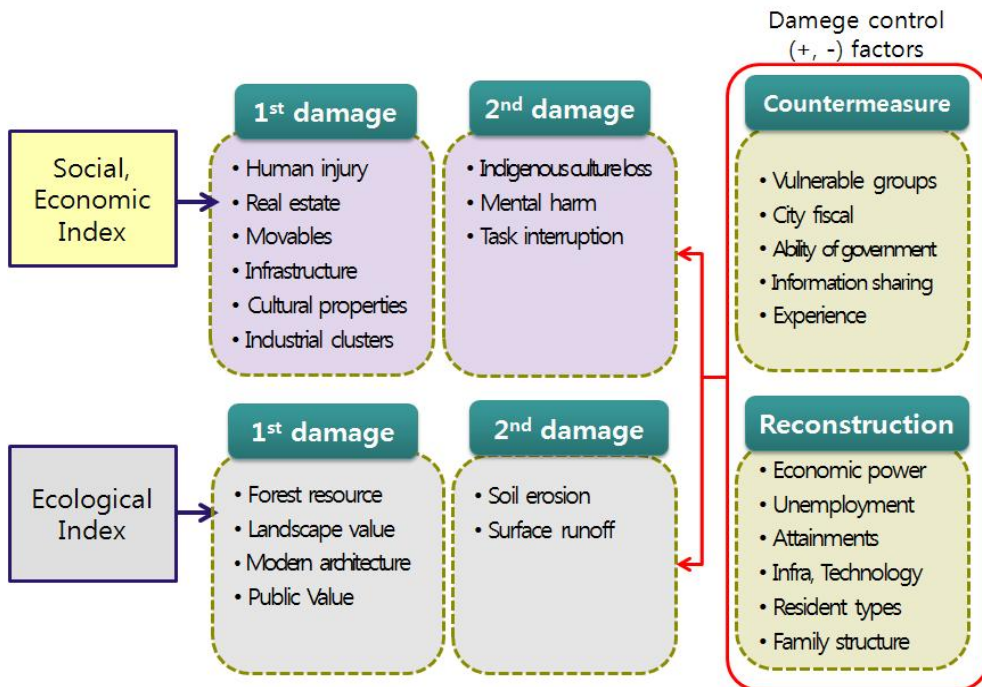 Damege control
(+, -) factors
Social,
Economic
Index
1st damage
• Human injury
• Real estate
• Movables
• Infrastructure
• Cultural properties
• Industrial clusters
2nd damage
• Indigenous culture loss
• Mental harm
• Task interruption
Countermeasure
• Vulnerable groups
• City fiscal
• Ability of government
• Information sharing
• Experience
Ecological
Index
1st damage
• Forest resource
• Landscape value
• Modern architecture
• Public Value
2nd damage
• Soil erosion
• Surface runoff
Reconstruction
• Economic power
• Unemployment
• Attainments
• Infra, Technology
• Resident types
• Family structure